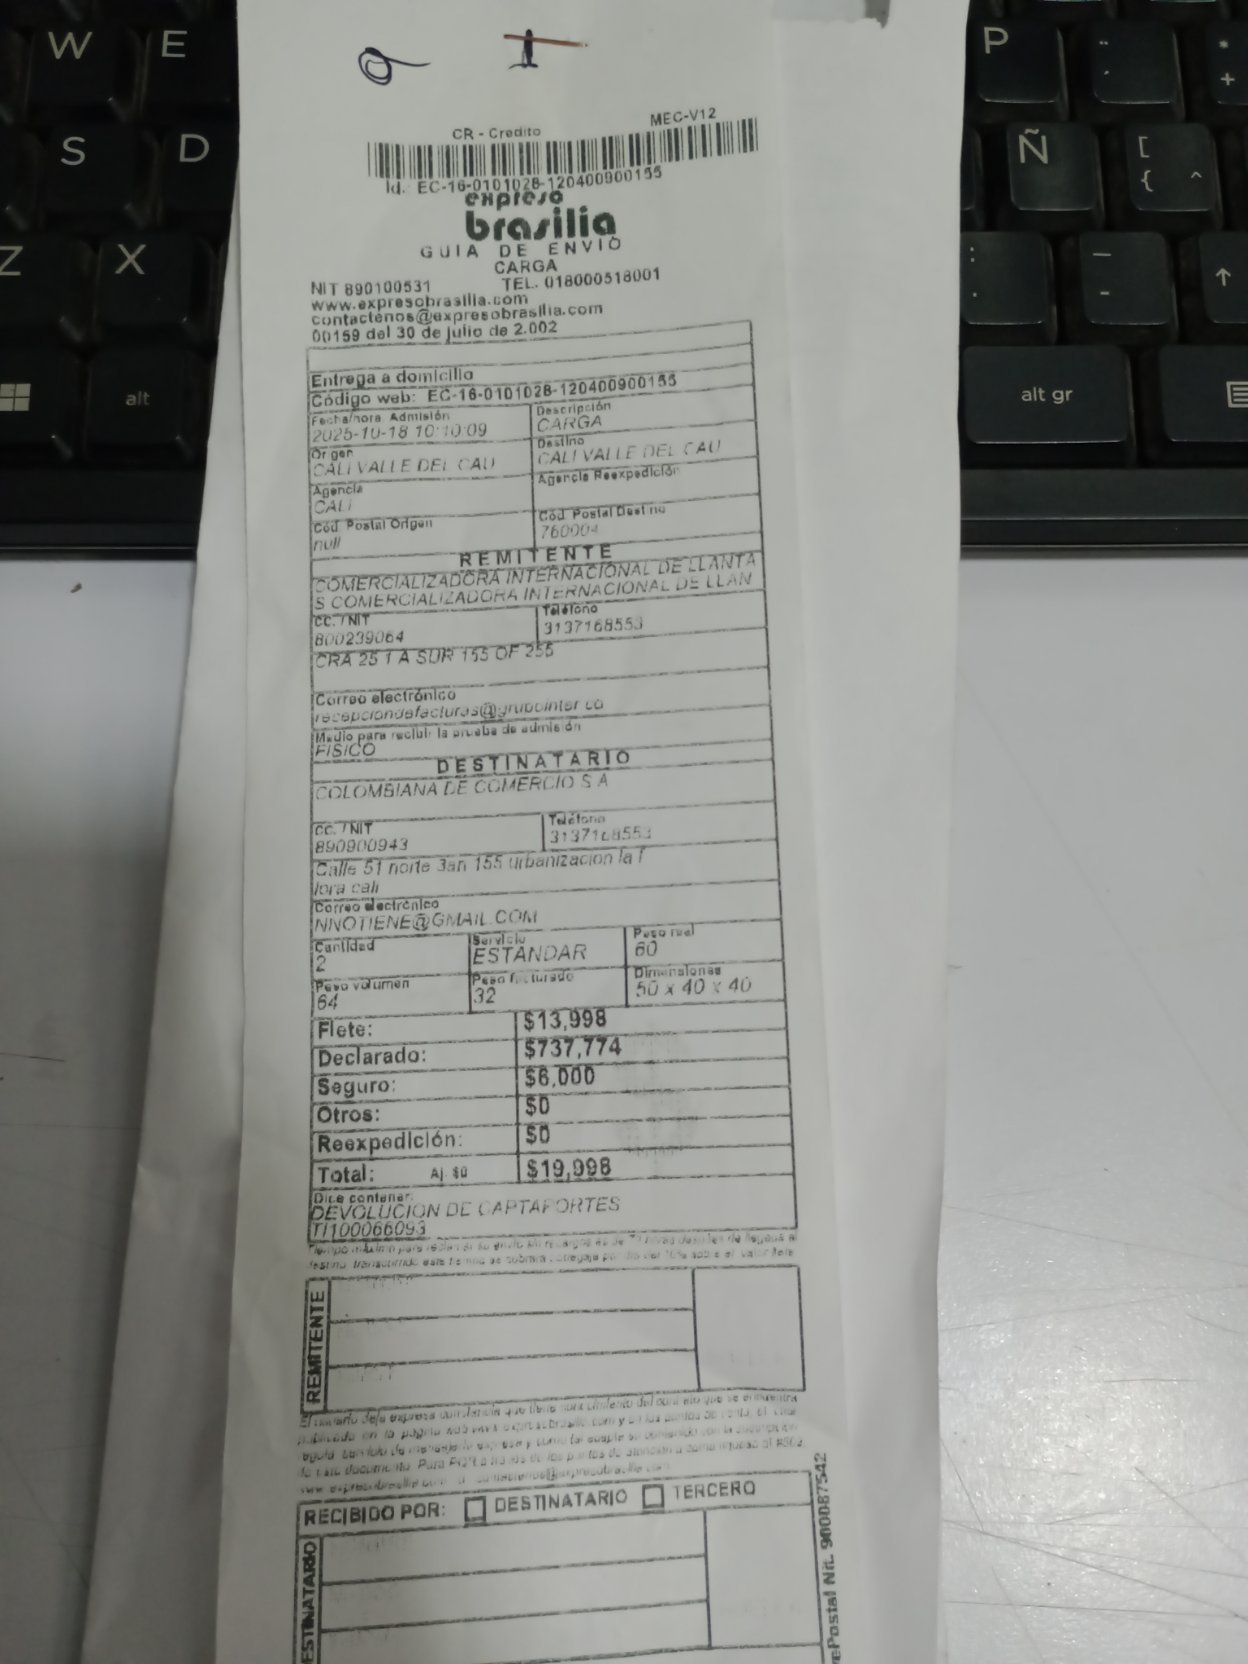 W E
P
S D
Ñ [ {
Z X
alt
alt gr
CR - Credito MEC-V12
Id.: EC-16-0101028-120400900155
expreso
brasilia
GUIA DE ENVIO
CARGA
NIT 890100531 TEL. 018000518001
www.expresobrasilia.com
contactenos@expresobrasilia.com
00159 del 30 de julio de 2.002
Entrega a domicilio
Código web: EC-16-0101028-120400900155
Fecha/hora Admisión Descripción
2025-10-18 10:10:09 CARGA
Origen Destino
CALI VALLE DEL CAU CALI VALLE DEL CAU
Agencia Agencia Reexpedición
CALI
Cód. Postal Origen Cód. Postal Destino
null 760004
REMITENTE
COMERCIALIZADORA INTERNACIONAL DE LLANTA
S COMERCIALIZADORA INTERNACIONAL DE LLAN
CC. / NIT Teléfono
800239064 3137168553
CRA 25 1 A SUR 155 OF 255
Correo electrónico
recepciondefacturas@grupointer.co
Medio para recibir la prueba de admisión
FISICO
DESTINATARIO
COLOMBIANA DE COMERCIO S A
CC. / NIT Teléfono
890900943 3137168553
Calle 51 norte 3an 155 urbanizacion la f
lora cali
Correo electrónico
NNOTIENE@GMAIL.COM
Cantidad Servicio Peso real
2 ESTANDAR 60
Peso volumen Peso facturado Dimensiones
64 32 50 x 40 x 40
Flete: $13,998
Declarado: $737,774
Seguro: $6,000
Otros: $0
Reexpedición: $0
Total: Aj. $0 $19,998
Dice contener:
DEVOLUCION DE CAPTAFORTES
TI100066093
REMITENTE
RECIBIDO POR: DESTINATARIO TERCERO